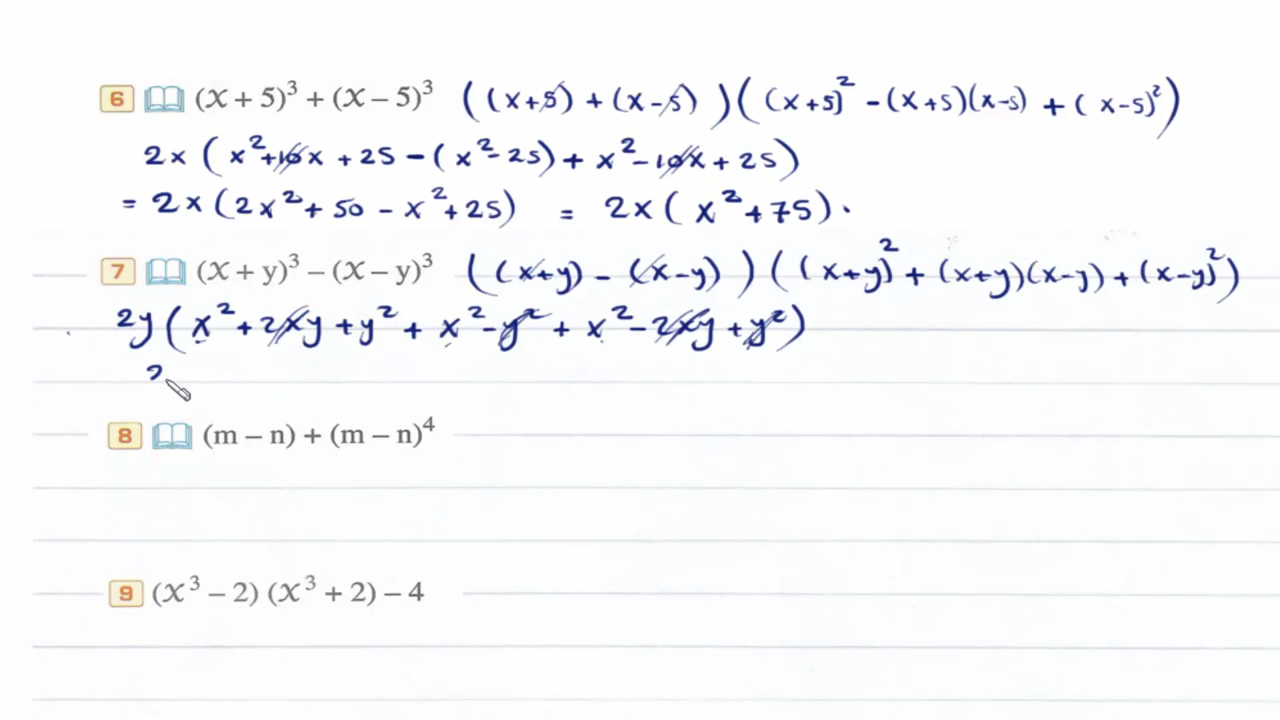 6 (x + 5)³ + (x – 5)³ ((x+5) + (x-5))((x+5)² - (x+5)(x-5) + (x-5)²)
2x (x²+10x + 25 - (x²- 25) + x²- 10x + 25)
= 2x (2x² + 50 - x² + 25) = 2x (x² + 75).
7 (x + y)³ – (x – y)³ ((x+y) - (x-y))((x+y)² + (x+y)(x-y) + (x-y)²)
2y (x² + 2xy + y² + x² - y² + x² - 2xy + y²)
2
8 (m – n) + (m – n)⁴
9 (x³ – 2) (x³ + 2) – 4